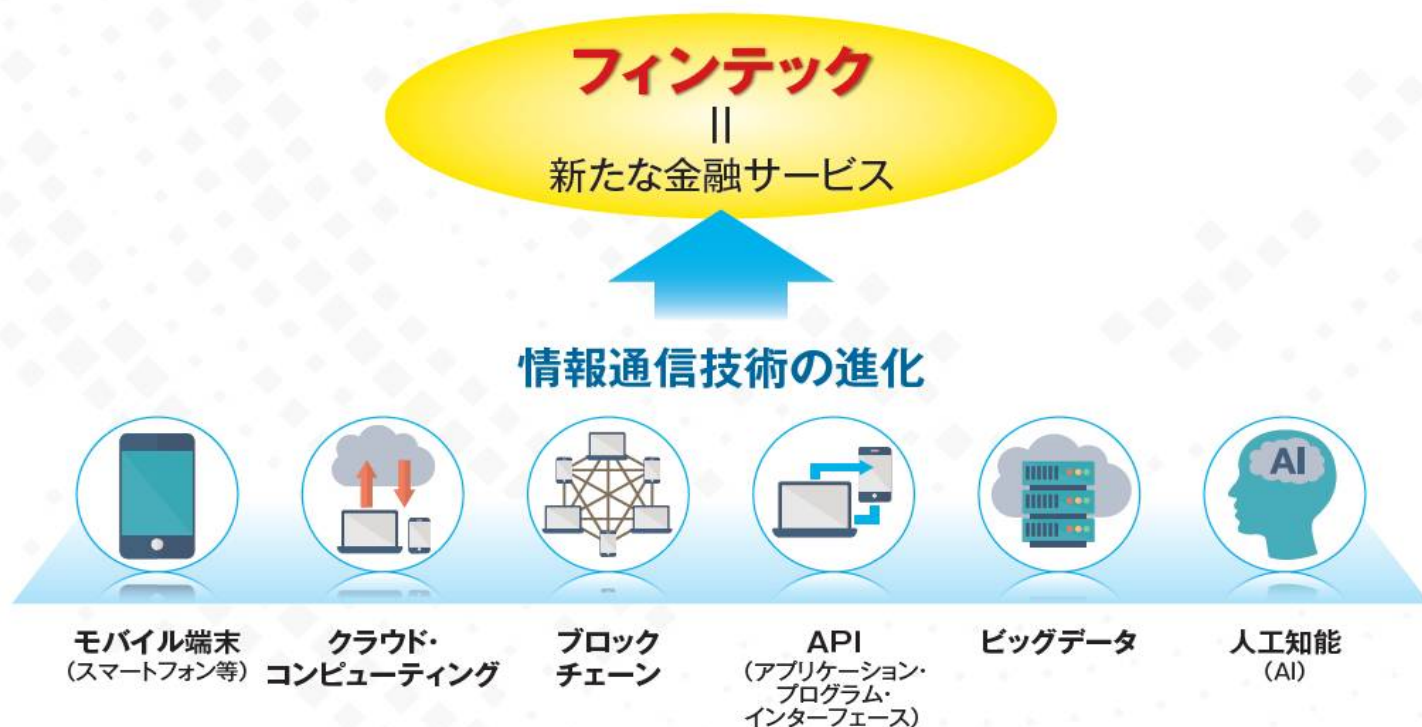 フィンテック
||
新たな金融サービス
情報通信技術の進化
AI
モバイル端末
(スマートフォン等)
クラウド・
コンピューティング
ブロック
チェーン
API
(アプリケーション・
プログラム・
インターフェース)
ビッグデータ
人工知能
(AI)